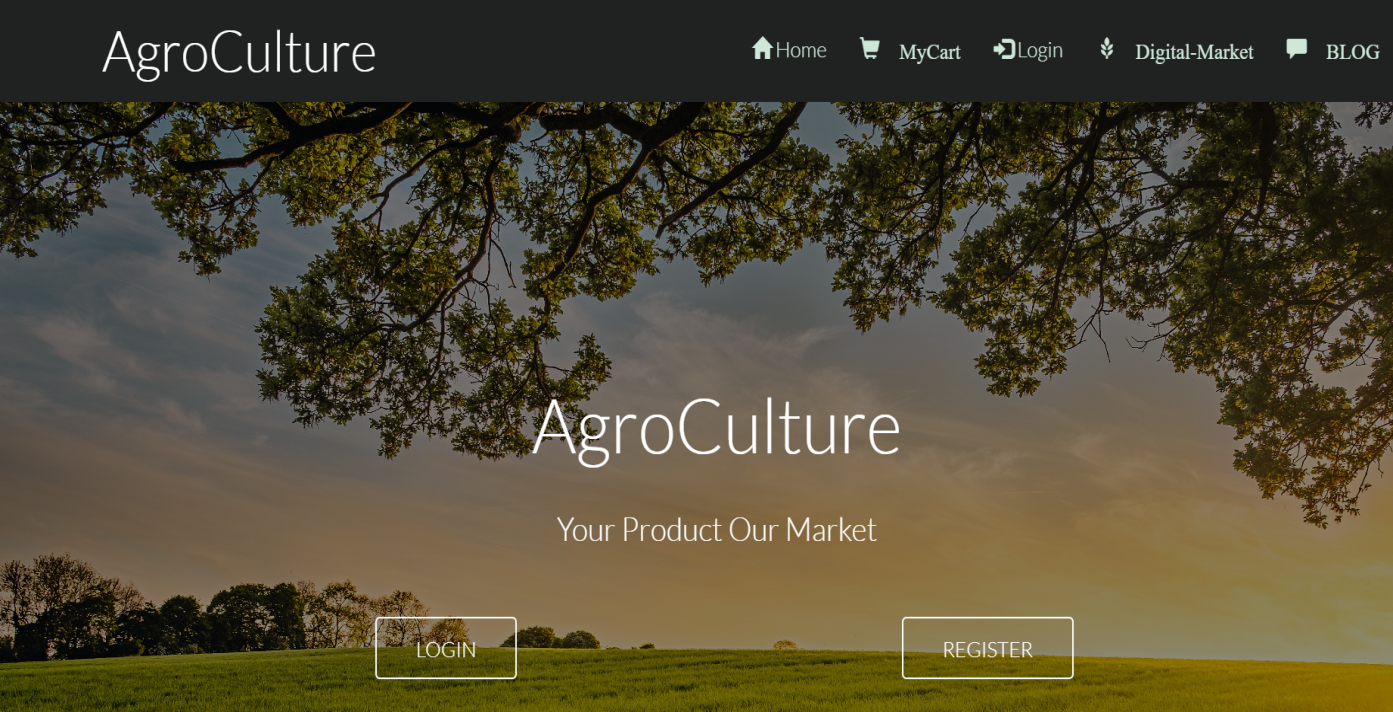 AgroCulture Home MyCart Login Digital-Market BLOG
AgroCulture
Your Product Our Market
LOGIN REGISTER